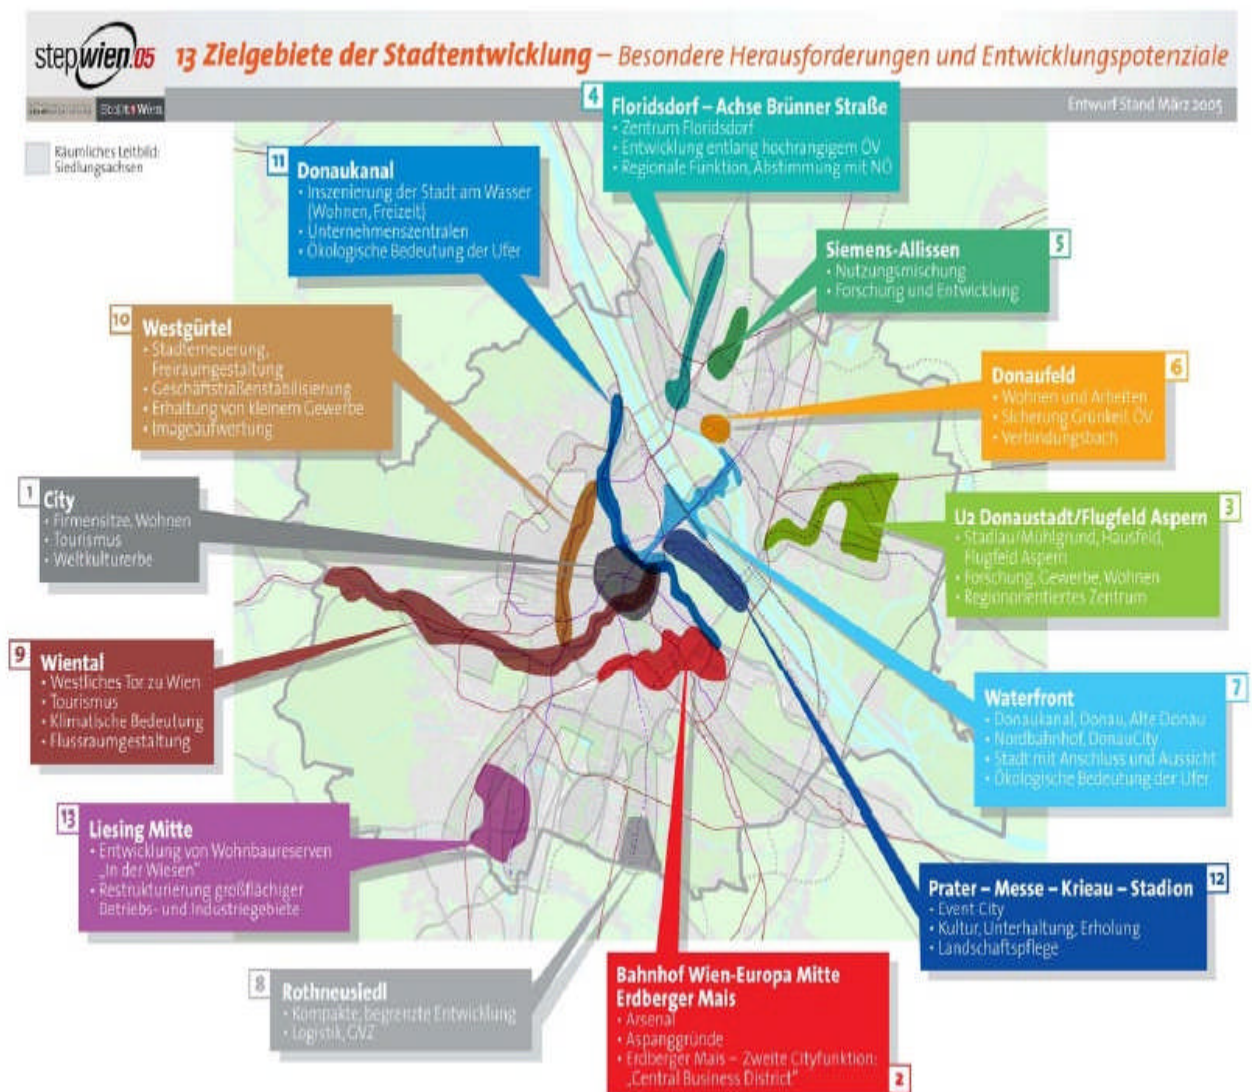 stepwien.05
13 Zielgebiete der Stadtentwicklung – Besondere Herausforderungen und Entwicklungspotenziale
Stadt Wien
Entwurf Stand März 2005
Räumliches Leitbild:
Siedlungsachsen
4
Floridsdorf – Achse Brünner Straße
• Zentrum Floridsdorf
• Entwicklung entlang hochrangigem ÖV
• Regionale Funktion, Abstimmung mit NÖ
11
Donaukanal
• Inszenierung der Stadt am Wasser
(Wohnen, Freizeit)
• Unternehmenszentralen
• Ökologische Bedeutung der Ufer
5
Siemens-Allissen
• Nutzungsmischung
• Forschung und Entwicklung
10
Westgürtel
• Stadterneuerung,
Freiraumgestaltung
• Geschäftstraßenstabilisierung
• Erhaltung von kleinem Gewerbe
• Imageaufwertung
6
Donaufeld
• Wohnen und Arbeiten
• Sicherung Grünkeil, ÖV
• Verbindungsbach
1
City
• Firmensitze, Wohnen
• Tourismus
• Weltkulturerbe
3
U2 Donaustadt/Flugfeld Aspern
• Stadlau/Mühlgrund, Hausfeld,
Flugfeld Aspern
• Forschung, Gewerbe, Wohnen
• Regionorientiertes Zentrum
9
Wiental
• Westliches Tor zu Wien
• Tourismus
• Klimatische Bedeutung
• Flussraumgestaltung
7
Waterfront
• Donaukanal, Donau, Alte Donau
• Nordbahnhof, DonauCity
• Stadt mit Anschluss und Aussicht
• Ökologische Bedeutung der Ufer
13
Liesing Mitte
• Entwicklung von Wohnbaureserven
„In der Wiesen"
• Restrukturierung großflächiger
Betriebs- und Industriegebiete
12
Prater – Messe – Krieau – Stadion
• Event City
• Kultur, Unterhaltung, Erholung
• Landschaftspflege
8
Rothneusiedl
• Kompakte, begrenzte Entwicklung
• Logistik, GVZ
Bahnhof Wien-Europa Mitte
Erdberger Mais
• Arsenal
• Aspanggründe
• Erdberger Mais – Zweite Cityfunktion:
„Central Business District"
2